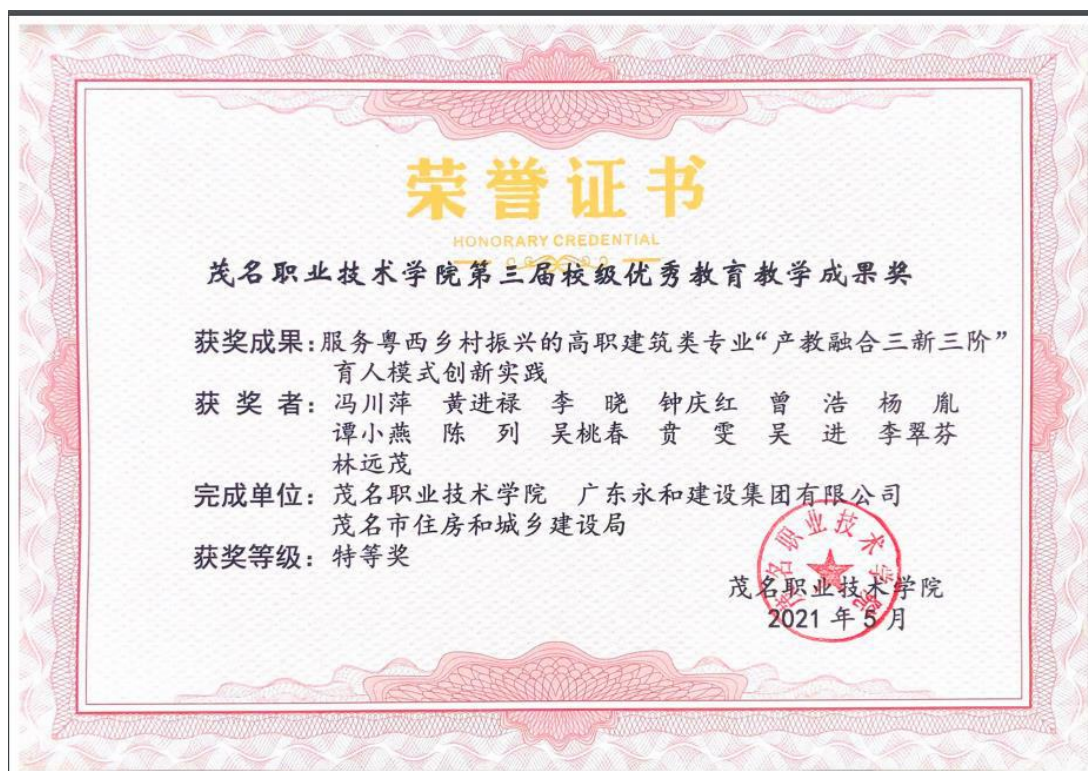 荣誉证书
HONORARY CREDENTIAL
茂名职业技术学院第三届校级优秀教育教学成果奖
获奖成果：服务粤西乡村振兴的高职建筑类专业“产教融合三新三阶”
育人模式创新实践
获 奖 者：冯川萍 黄进禄 李 晓 钟庆红 曾 浩 杨 胤
谭小燕 陈 列 吴桃春 贲 雯 吴 进 李翠芬
林远茂
完成单位：茂名职业技术学院 广东永和建设集团有限公司
茂名市住房和城乡建设局
获奖等级：特等奖
茂名职业技术学院
茂名职业技术学院
2021 年 5 月